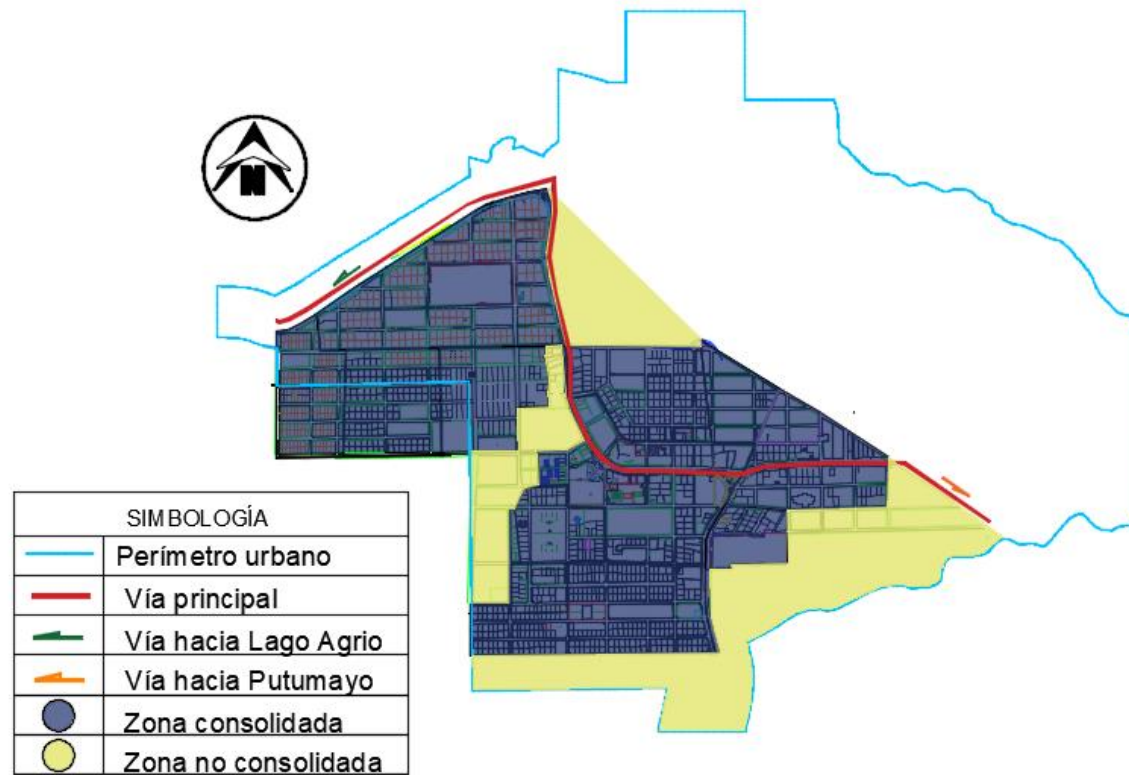 N
SIMBOLOGÍA
Perímetro urbano
Vía principal
Vía hacia Lago Agrio
Vía hacia Putumayo
Zona consolidada
Zona no consolidada